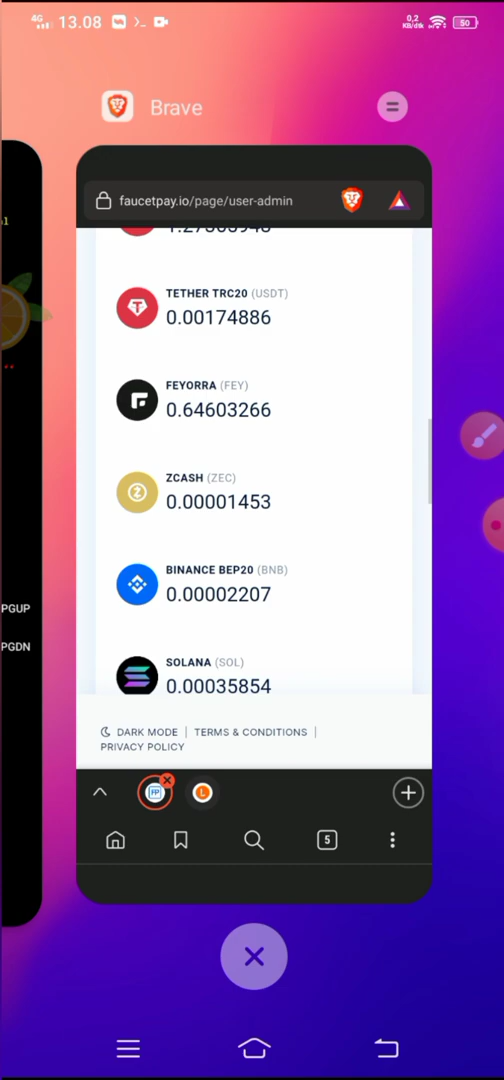 4G 13.08 0,2 KB/dtk 50
Brave
faucetpay.io/page/user-admin
TETHER TRC20 (USDT)
0.00174886
FEYORRA (FEY)
0.64603266
ZCASH (ZEC)
0.00001453
BINANCE BEP20 (BNB)
0.00002207
SOLANA (SOL)
0.00035854
PGUP
PGDN
DARK MODE | TERMS & CONDITIONS |
PRIVACY POLICY
FP L
5